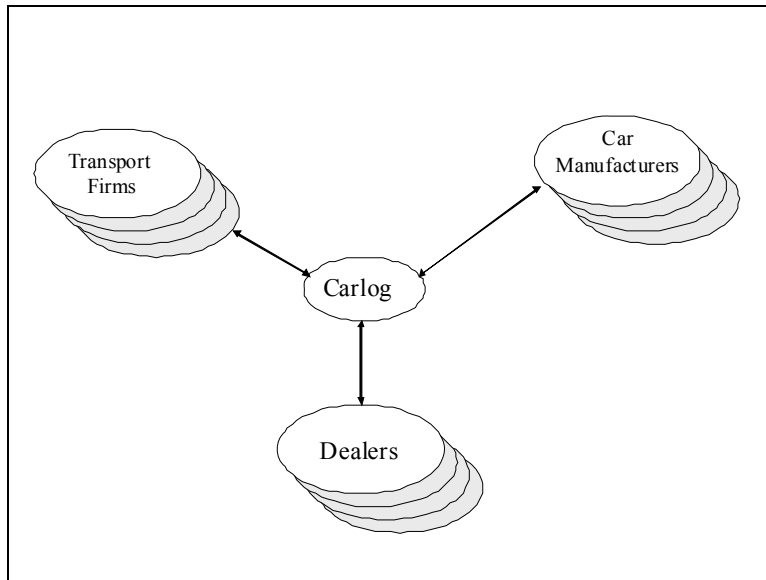 Transport
Firms
Car
Manufacturers
Carlog
Dealers